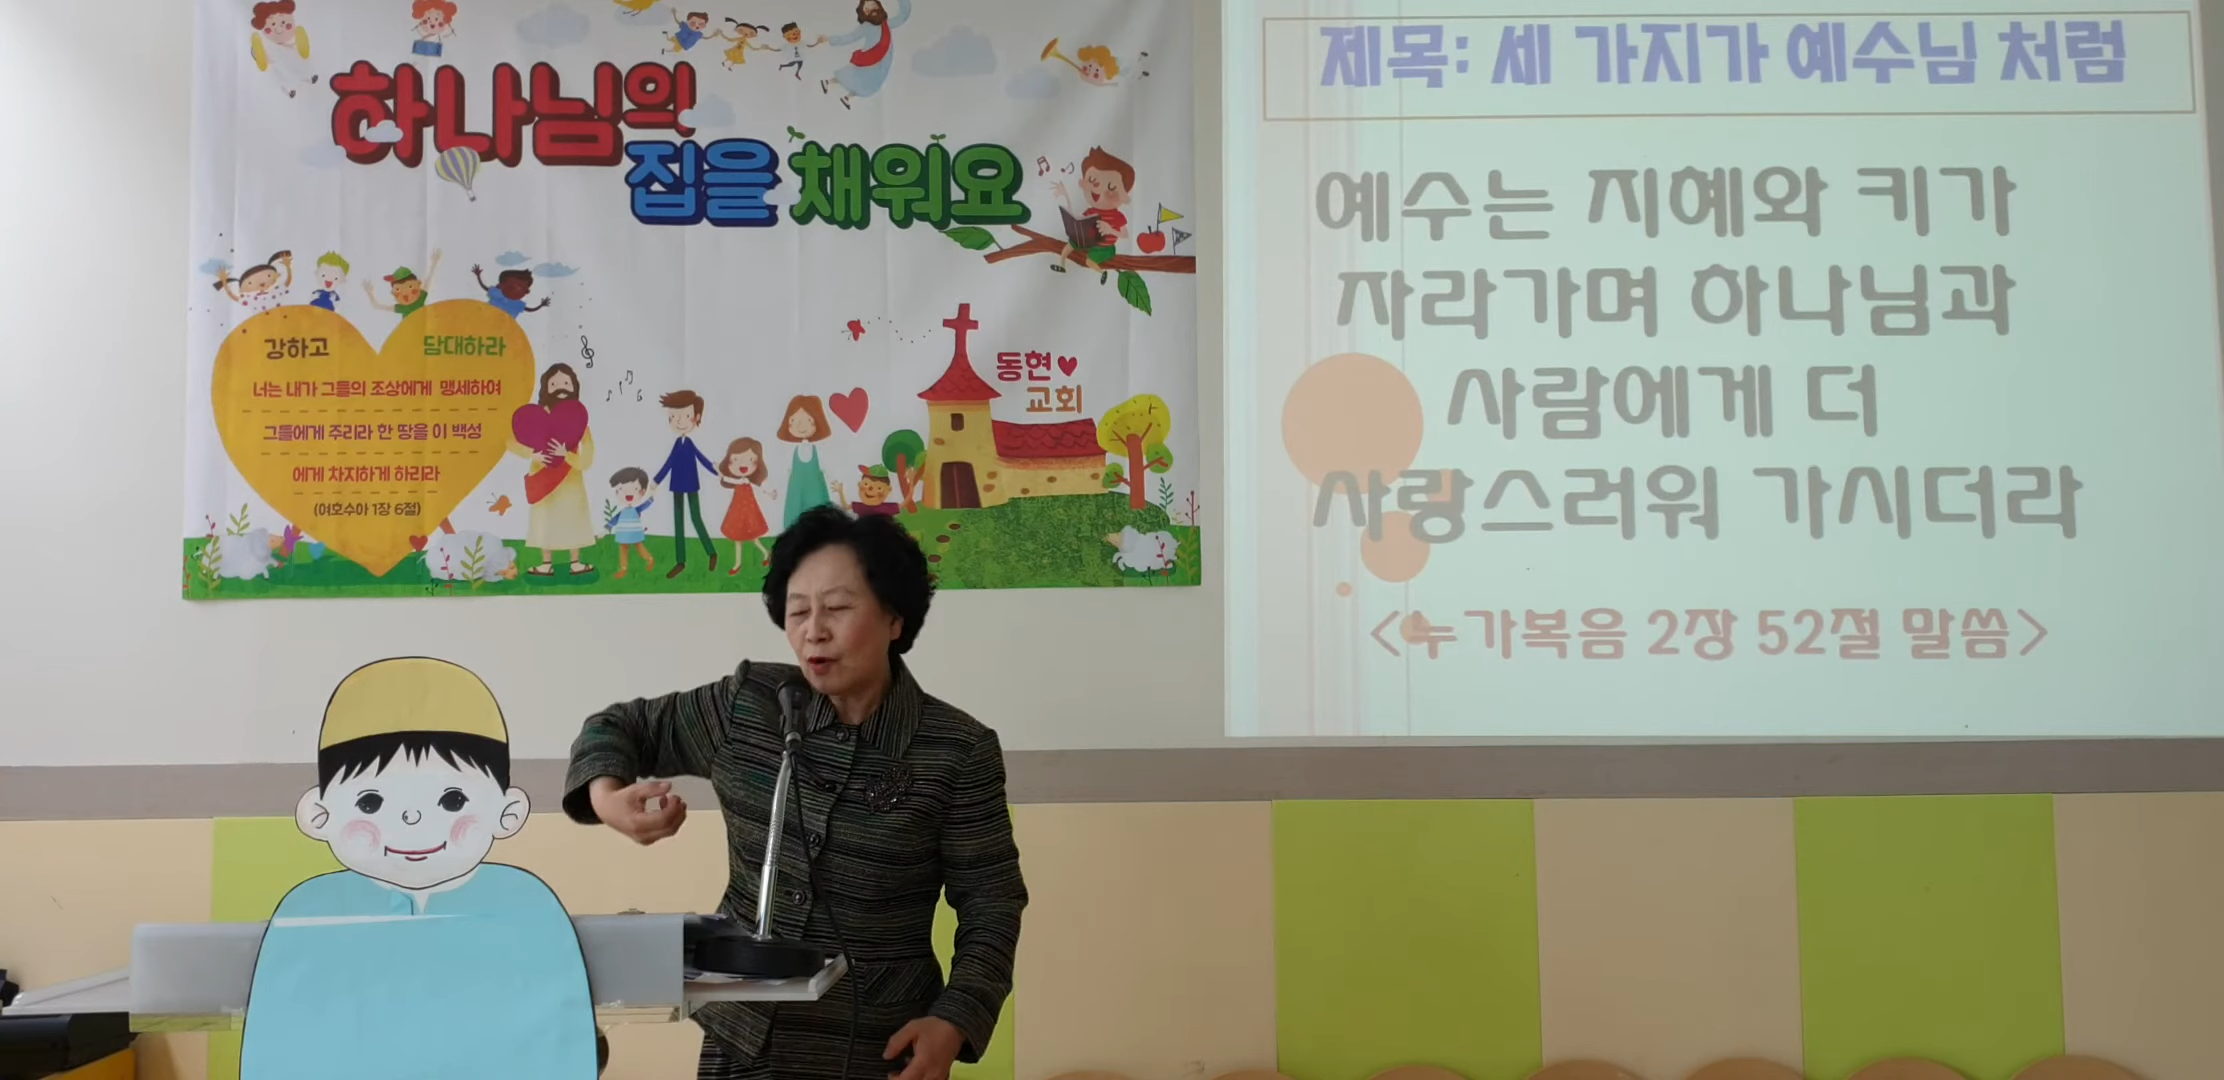 하나님의
집을 채워요
강하고 담대하라
너는 내가 그들의 조상에게 맹세하여
그들에게 주리라 한 땅을 이 백성
에게 차지하게 하리라
(여호수아 1장 6절)
동현
교회
제목: 세 가지가 예수님 처럼
예수는 지혜와 키가
자라가며 하나님과
사람에게 더
사랑스러워 가시더라
<누가복음 2장 52절 말씀>